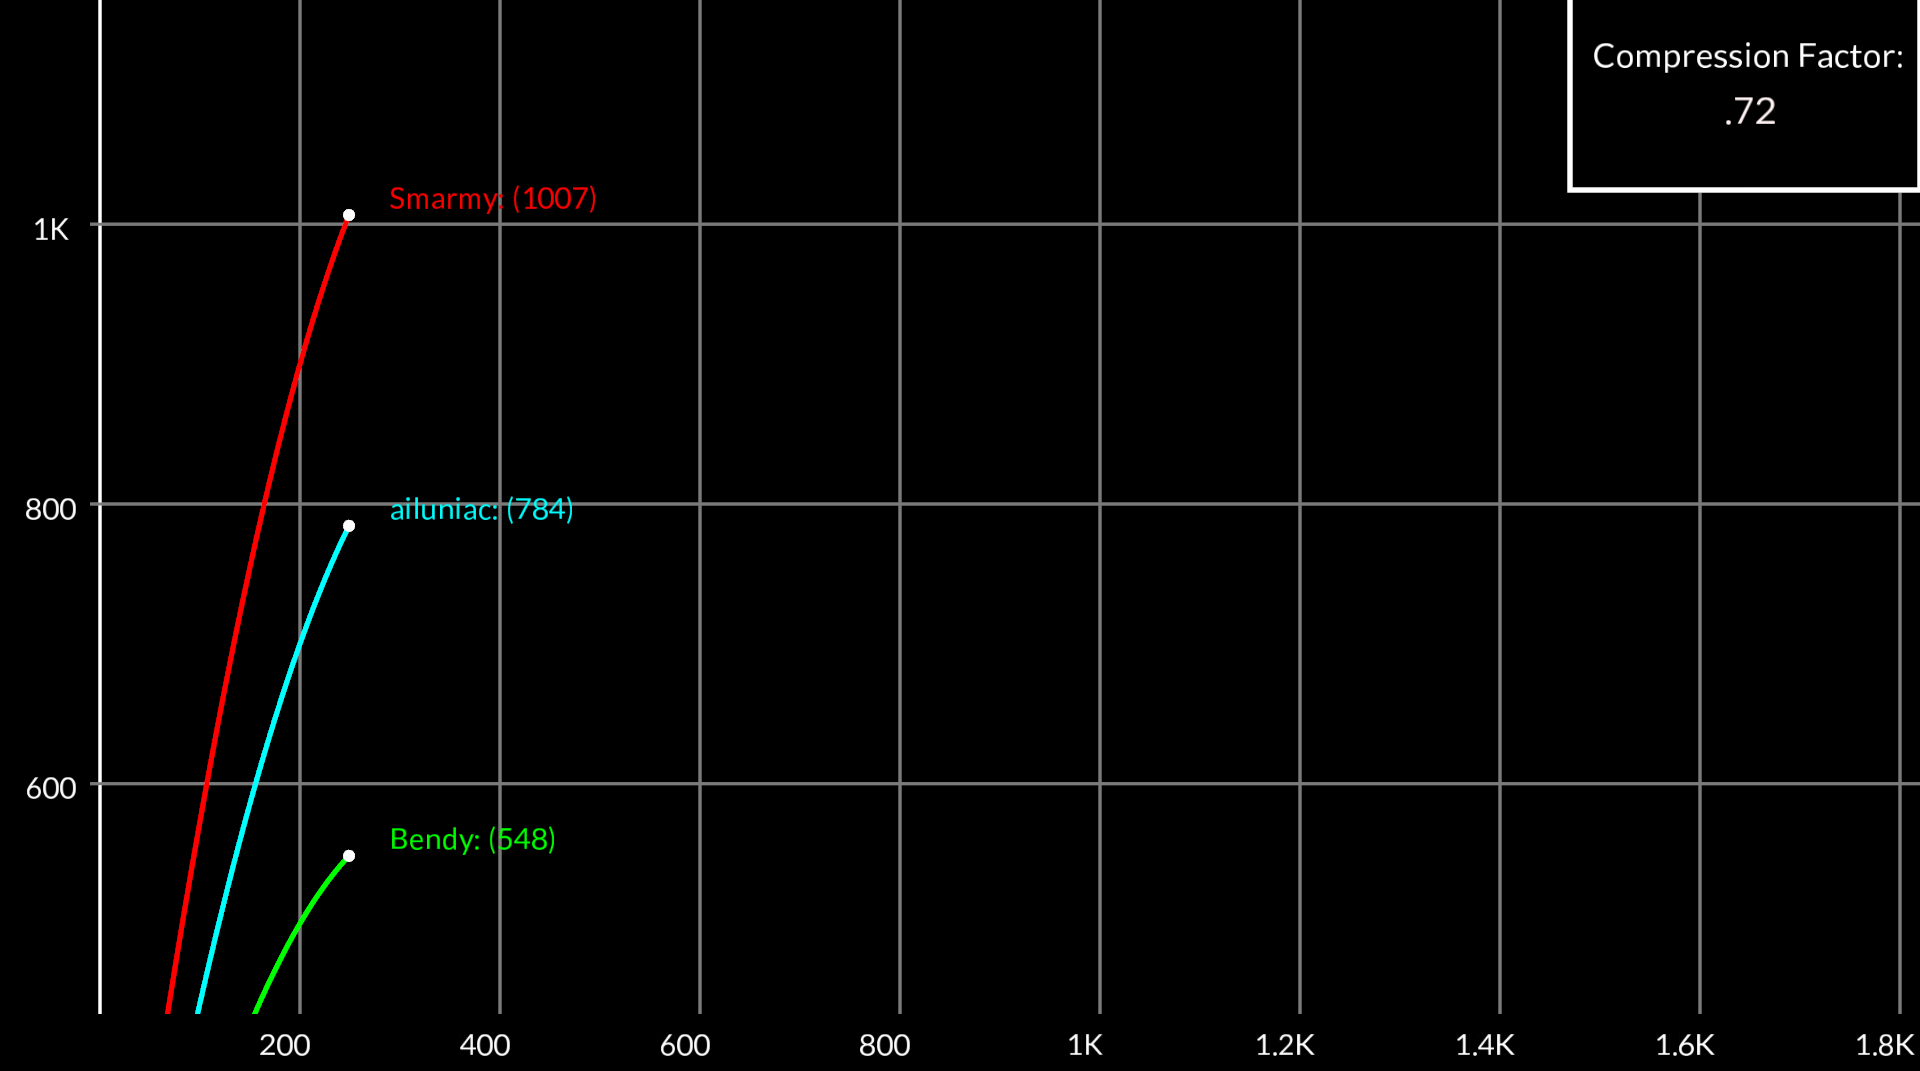 Compression Factor:
.72
Smarmy: (1007)
1K
ailuniac: (784)
800
600
Bendy: (548)
200 400 600 800 1K 1.2K 1.4K 1.6K 1.8K